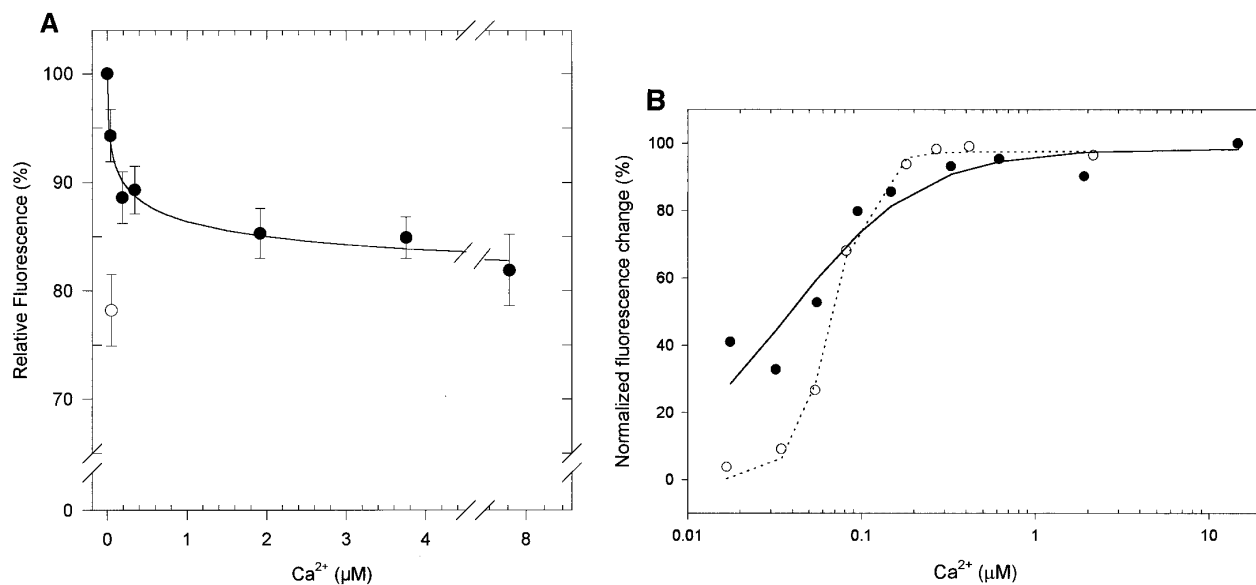 A
100
90
80
70
0
Relative Fluorescence (%)
0 1 2 3 4 8
Ca²⁺ (µM)
B
100
80
60
40
20
0
Normalized fluorescence change (%)
0.01 0.1 1 10
Ca²⁺ (µM)